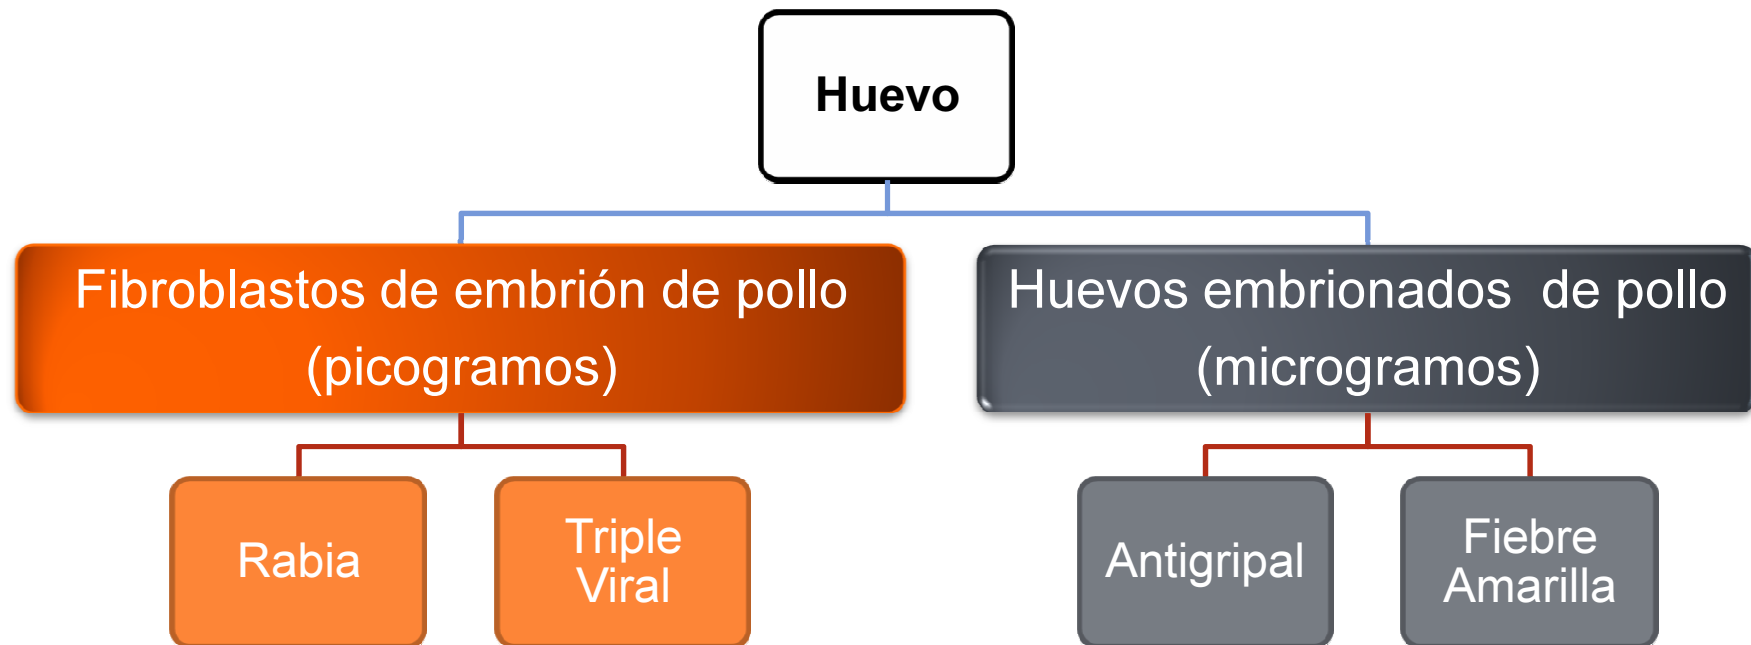 Huevo
Fibroblastos de embrión de pollo
(picogramos)
Huevos embrionados de pollo
(microgramos)
Rabia
Triple
Viral
Antigripal
Fiebre
Amarilla